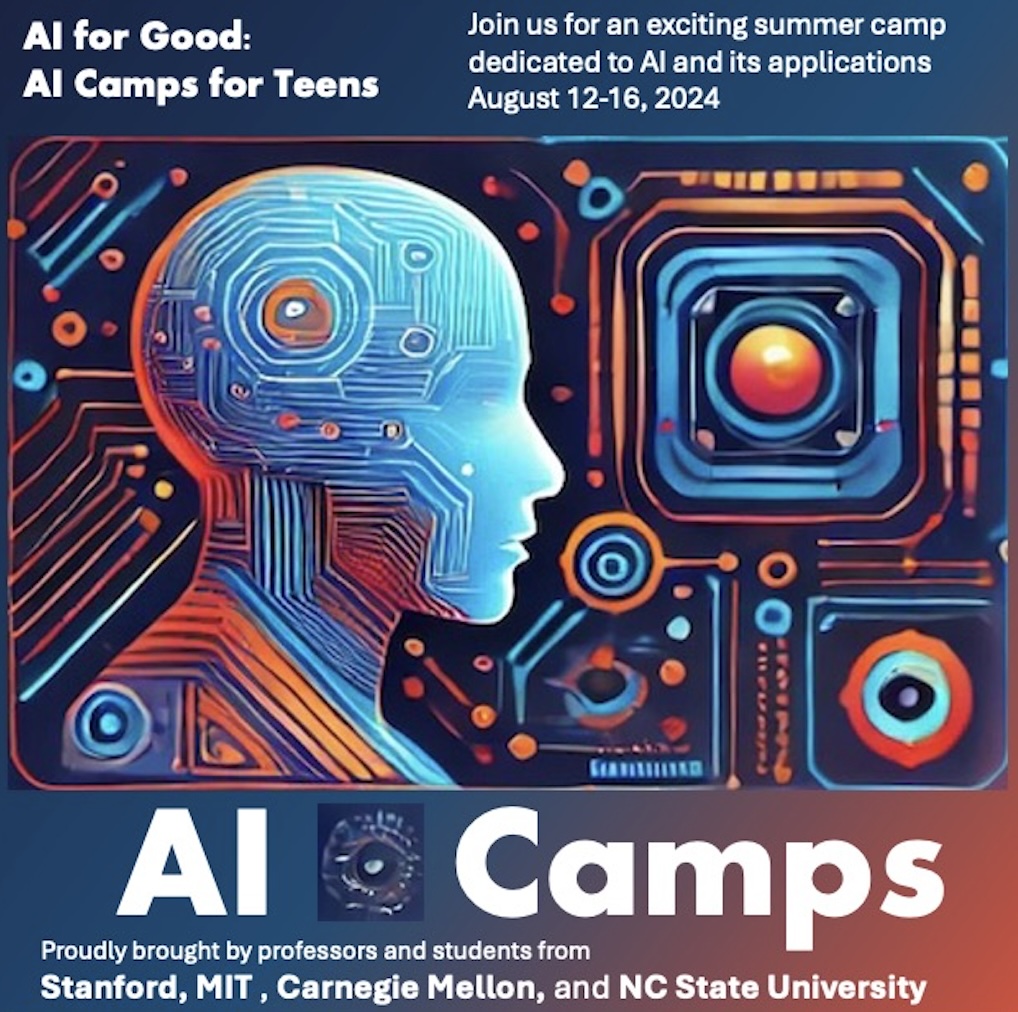 AI for Good:
AI Camps for Teens
Join us for an exciting summer camp
dedicated to AI and its applications
August 12-16, 2024
AI Camps
Proudly brought by professors and students from
Stanford, MIT , Carnegie Mellon, and NC State University